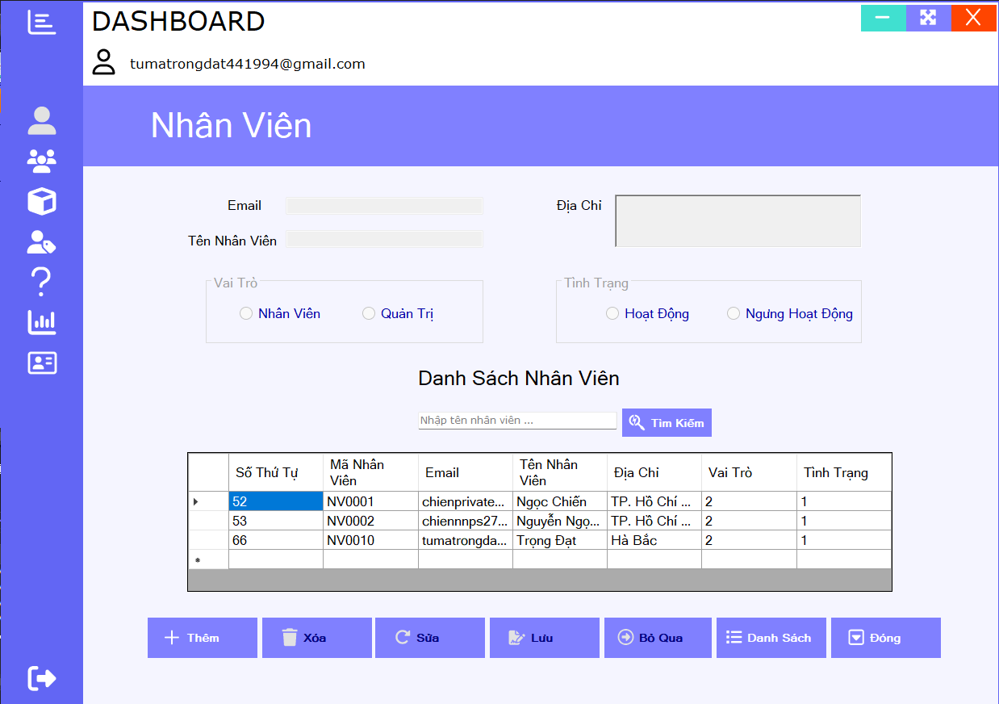 DASHBOARD
tumatrongdat441994@gmail.com
Nhân Viên
Email
Địa Chỉ
Tên Nhân Viên
Vai Trò
Nhân Viên
Quản Trị
Tình Trạng
Hoạt Động
Ngưng Hoạt Động
Danh Sách Nhân Viên
Nhập tên nhân viên ...
Tìm Kiếm
Số Thứ Tự Mã Nhân Viên Email Tên Nhân Viên Địa Chỉ Vai Trò Tình Trạng
52 NV0001 chienprivate... Ngọc Chiến TP. Hồ Chí ... 2 1
53 NV0002 chiennnps27... Nguyễn Ngọ... TP. Hồ Chí ... 2 1
66 NV0010 tumatrongda... Trọng Đạt Hà Bắc 2 1
Thêm Xóa Sửa Lưu Bỏ Qua Danh Sách Đóng